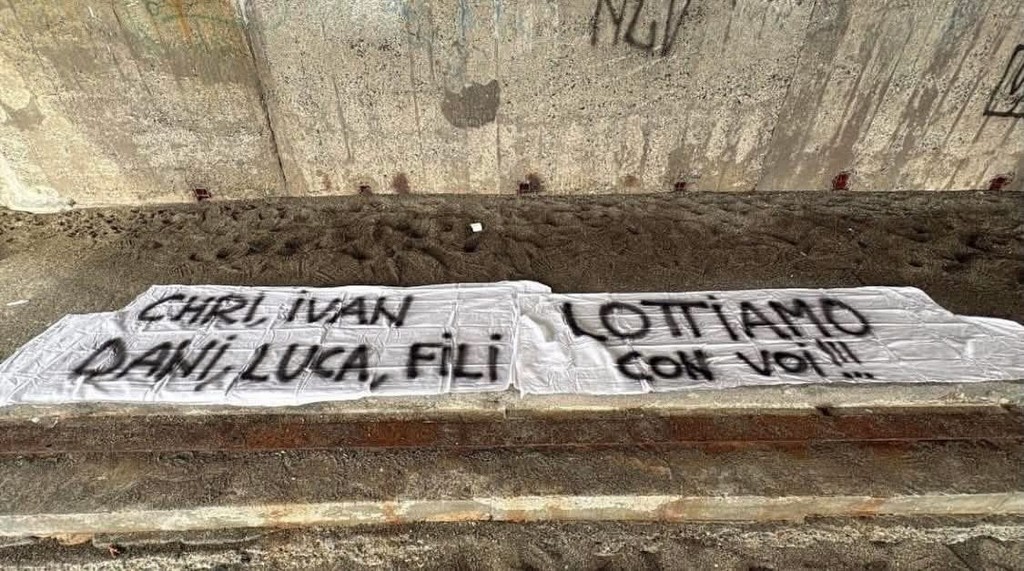 CHRI, iVAN
DANi, LUCA, FiLi
LOTTiAMO
CON VOi!!!